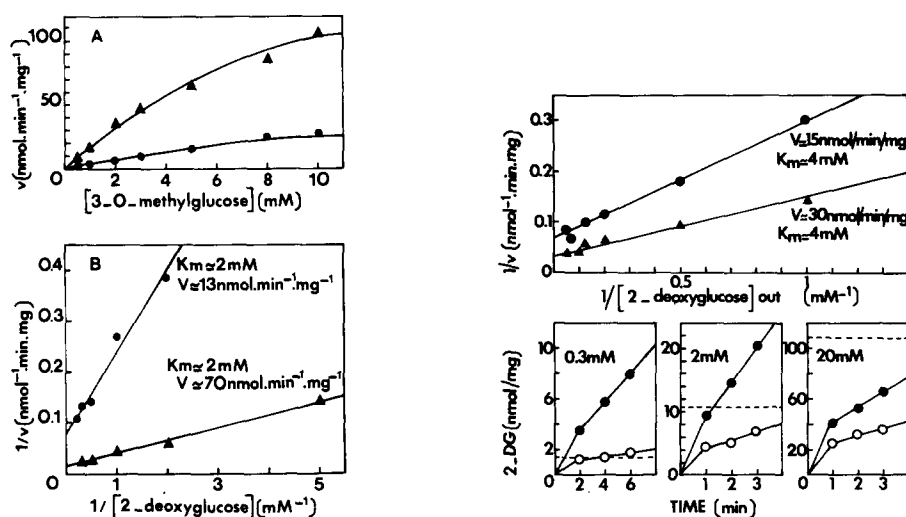 A
100
50
v (nmol.min⁻¹.mg⁻¹)
0 2 4 6 8 10
[3_O_methylglucose] (mM)
B
0.4
0.3
0.2
0.1
1/v (nmol⁻¹.min.mg)
Km≃2mM
V≃13nmol.min⁻¹.mg⁻¹
Km≃2mM
V≃70nmol.min⁻¹.mg⁻¹
0 1 2 3 4 5
1/[2_deoxyglucose] (mM⁻¹)
0.3
0.2
0.1
0
1/v (nmol⁻¹.min.mg)
V≃15nmol/min/mg
Km≃4mM
V≃30nmol/min/mg
Km≃4mM
0.5 1
1/[2_deoxyglucose] out (mM⁻¹)
2_DG (nmol/mg)
10
6
2
0.3mM
0 2 4 6
20
10
0
2mM
0 1 2 3
100
60
20
20mM
0 1 2 3
TIME (min)